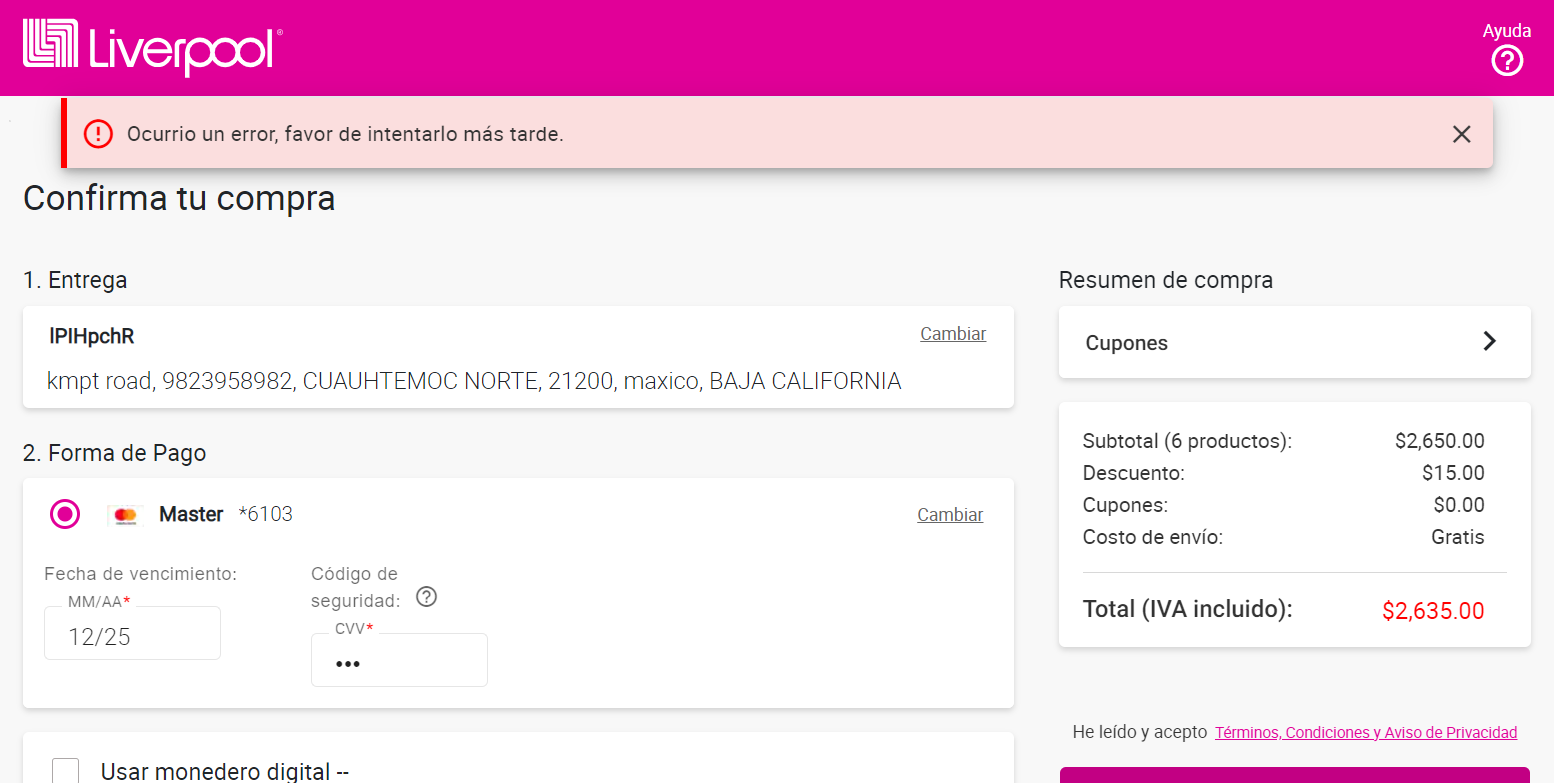 Liverpool®
Ayuda
Ocurrio un error, favor de intentarlo más tarde.
Confirma tu compra
1. Entrega
lPIHpchR
Cambiar
kmpt road, 9823958982, CUAUHTEMOC NORTE, 21200, maxico, BAJA CALIFORNIA
2. Forma de Pago
Master *6103
Cambiar
Fecha de vencimiento:
MM/AA*
12/25
Código de
seguridad:
CVV*
•••
Usar monedero digital --
Resumen de compra
Cupones
Subtotal (6 productos): $2,650.00
Descuento: $15.00
Cupones: $0.00
Costo de envío: Gratis
Total (IVA incluido): $2,635.00
He leído y acepto Términos, Condiciones y Aviso de Privacidad